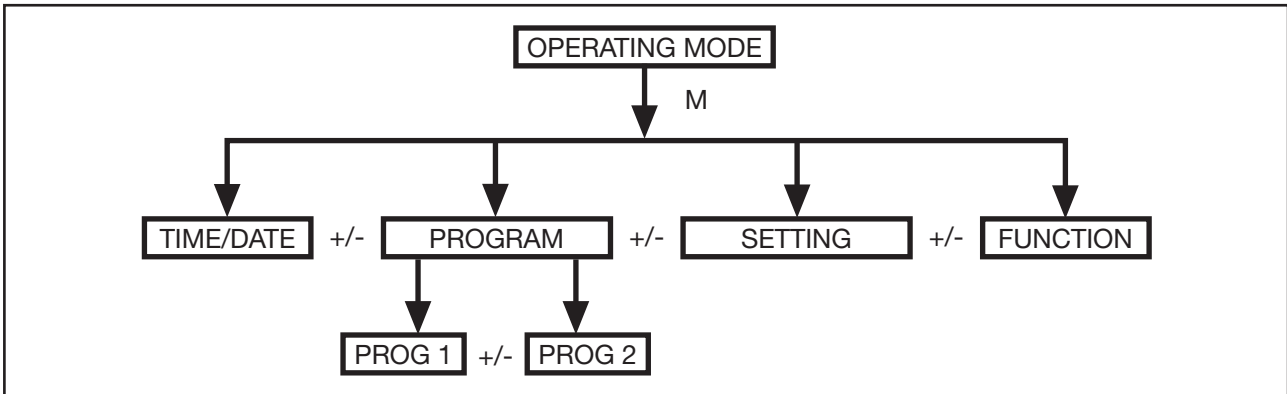 OPERATING MODE
M
TIME/DATE +/- PROGRAM +/- SETTING +/- FUNCTION
PROG 1 +/- PROG 2